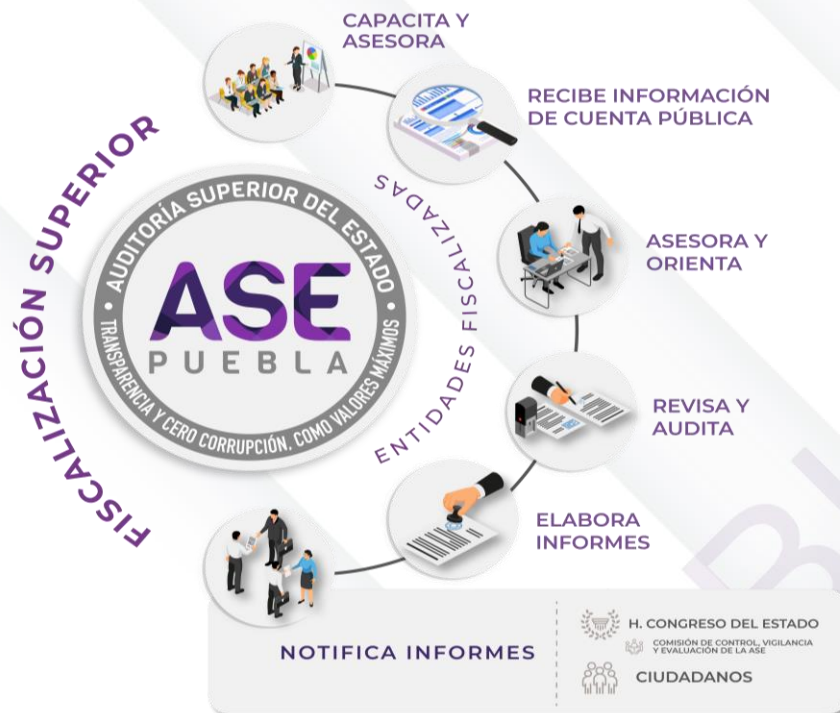 CAPACITA Y
ASESORA
RECIBE INFORMACIÓN
DE CUENTA PÚBLICA
FISCALIZACIÓN SUPERIOR
AUDITORÍA SUPERIOR DEL ESTADO
ASE
PUEBLA
TRANSPARENCIA Y CERO CORRUPCIÓN, COMO VALORES MÁXIMOS
ENTIDADES FISCALIZADAS
ASESORA Y
ORIENTA
REVISA Y
AUDITA
ELABORA
INFORMES
NOTIFICA INFORMES
H. CONGRESO DEL ESTADO
COMISIÓN DE CONTROL, VIGILANCIA
Y EVALUACIÓN DE LA ASE
CIUDADANOS